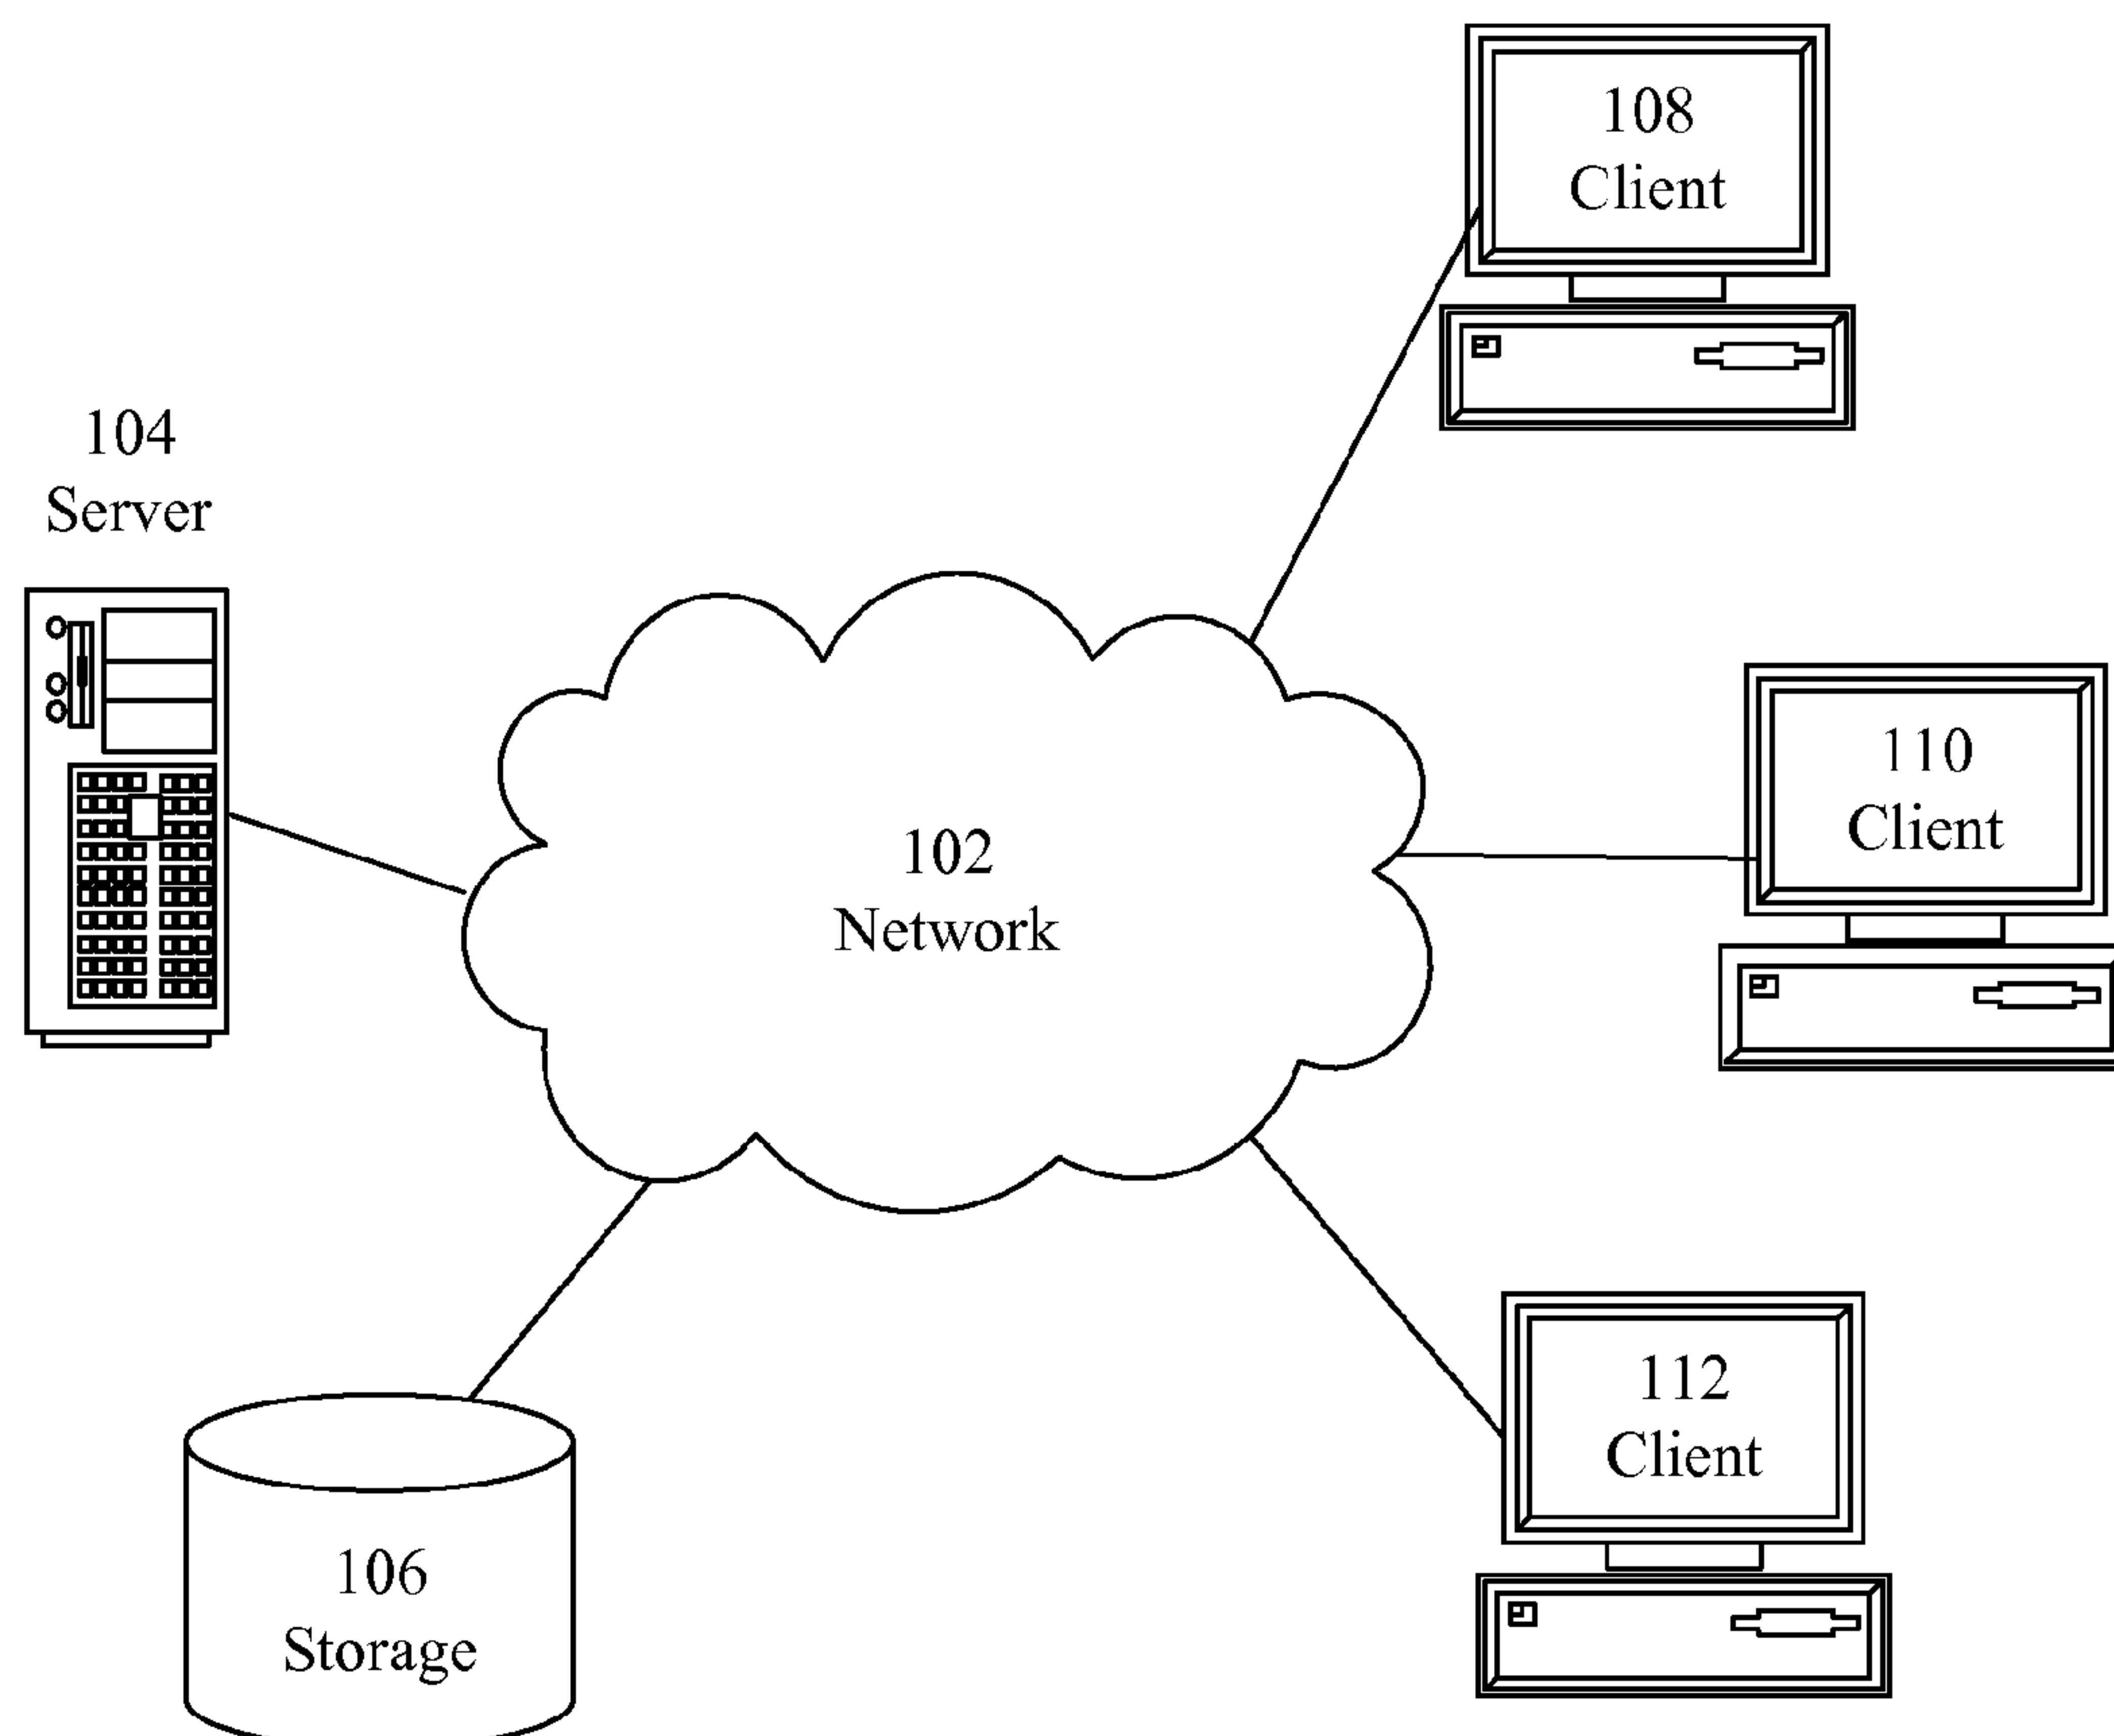 108
Client
104
Server
110
Client
102
Network
112
Client
106
Storage